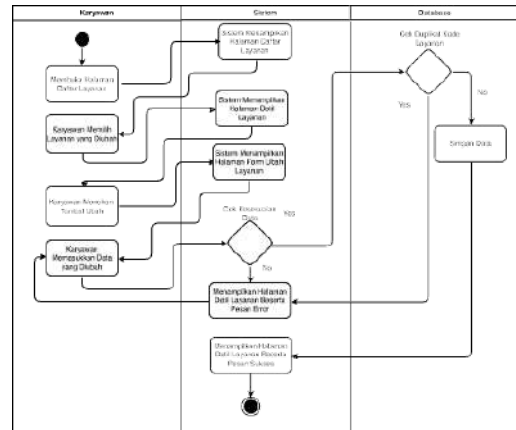 Karyawan
Sistem
Database
Sistem Menampilkan
Halaman Daftar
Layanan
Membuka Halaman
Daftar Layanan
Cek Duplikat Kode
Layanan
Yes
No
Karyawan Memilih
Layanan yang Diubah
Sistem Menampilkan
Halaman Detil
Layanan
Simpan Data
Sistem Menampilkan
Halaman Form Ubah
Layanan
Karyawan Menekan
Tombol Ubah
Cek Kesesuaian
Data
Yes
No
Karyawan
Memasukkan Data
yang Diubah
Menampilkan Halaman
Detil Layanan Beserta
Pesan Error
Menampilkan Halaman
Detil Layanan Beserta
Pesan Sukses